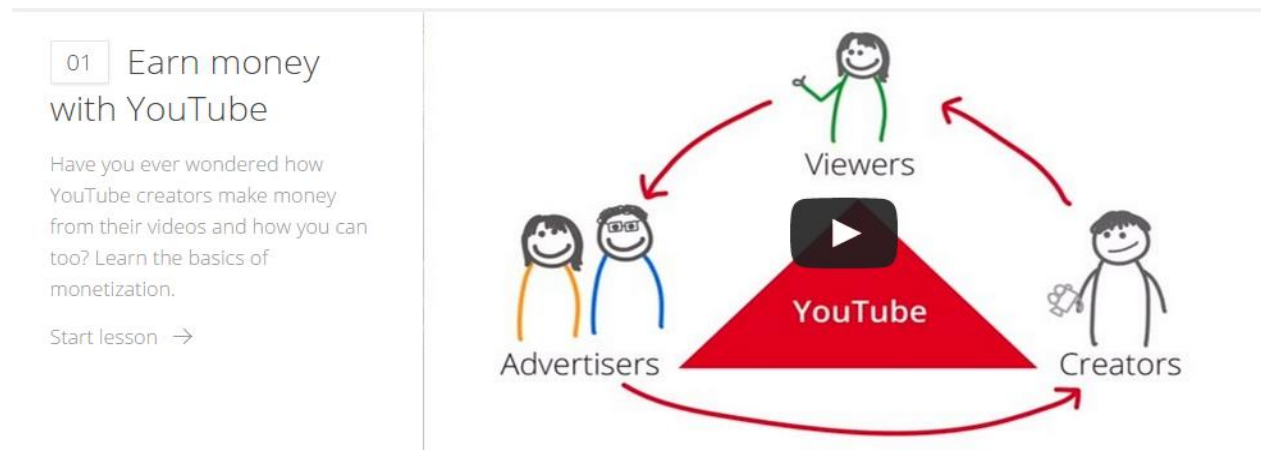 01 Earn money
with YouTube
Have you ever wondered how
YouTube creators make money
from their videos and how you can
too? Learn the basics of
monetization.
Start lesson →
Viewers
YouTube
Advertisers
Creators